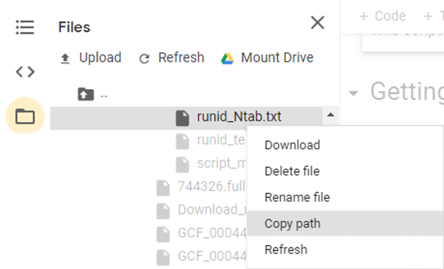 Files
+ Code
Upload
Refresh
Mount Drive
..
Getting
runid_Ntab.txt
runid_te
script_m
744326.full
Download_
GCF_00044
GCF_00044
Download
Delete file
Rename file
Copy path
Refresh